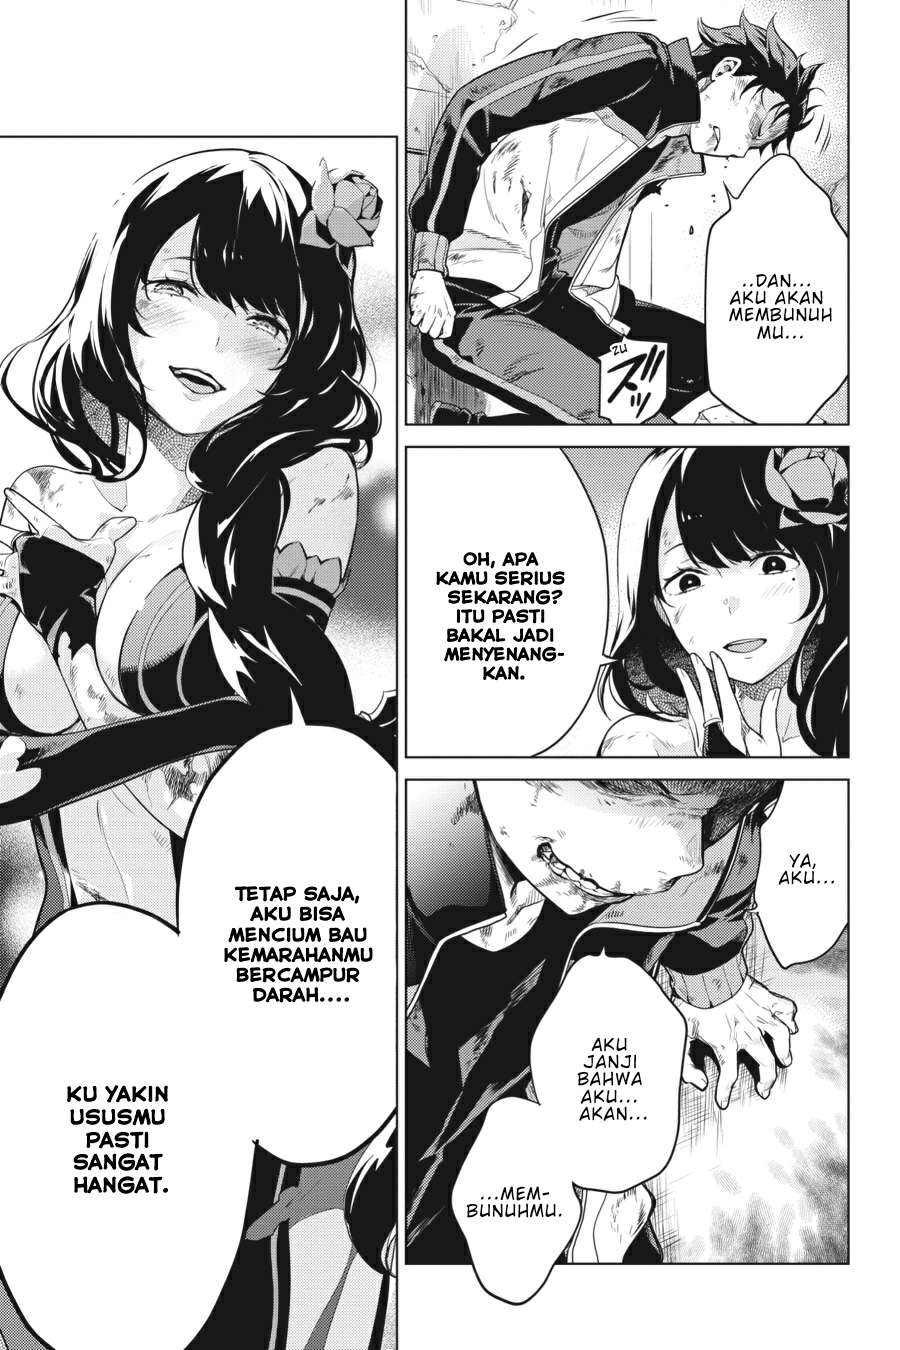 ..DAN...
AKU AKAN
MEMBUNUH
MU...
ZU
ズッ
OH, APA
KAMU SERIUS
SEKARANG?
ITU PASTI
BAKAL JADI
MENYENANG-
KAN.
YA,
AKU...
AKU
JANJI
BAHWA
AKU...
AKAN...
...MEM-
BUNUHMU.
TETAP SAJA,
AKU BISA
MENCIUM BAU
KEMARAHANMU
BERCAMPUR
DARAH....
KU YAKIN
USUSMU
PASTI
SANGAT
HANGAT.